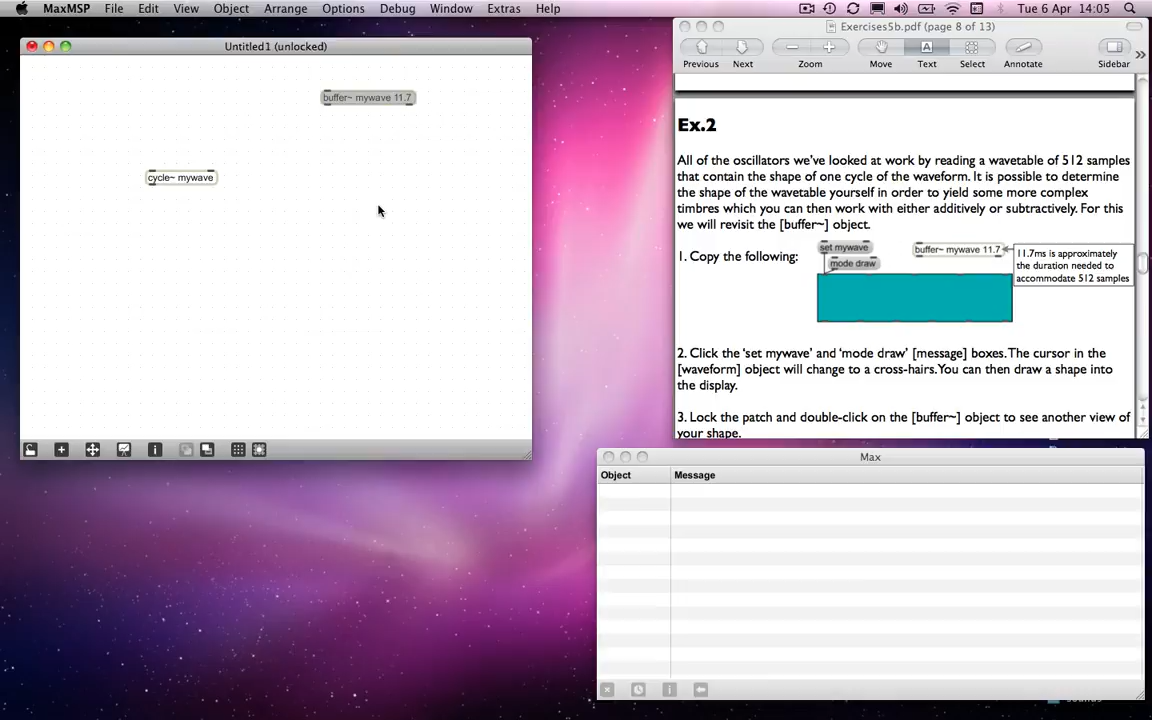 MaxMSP File Edit View Object Arrange Options Debug Window Extras Help Tue 6 Apr 14:05
Untitled1 (unlocked)
buffer~ mywave 11.7
cycle~ mywave
Exercises5b.pdf (page 8 of 13)
Previous Next Zoom Move Text Select Annotate Sidebar
Ex.2
All of the oscillators we've looked at work by reading a wavetable of 512 samples
that contain the shape of one cycle of the waveform. It is possible to determine
the shape of the wavetable yourself in order to yield some more complex
timbres which you can then work with either additively or subtractively. For this
we will revisit the [buffer~] object.
1. Copy the following:
set mywave
mode draw
buffer~ mywave 11.7
11.7ms is approximately
the duration needed to
accommodate 512 samples
2. Click the 'set mywave' and 'mode draw' [message] boxes. The cursor in the
[waveform] object will change to a cross-hairs. You can then draw a shape into
the display.
3. Lock the patch and double-click on the [buffer~] object to see another view of
your shape.
Max
Object Message
sounds